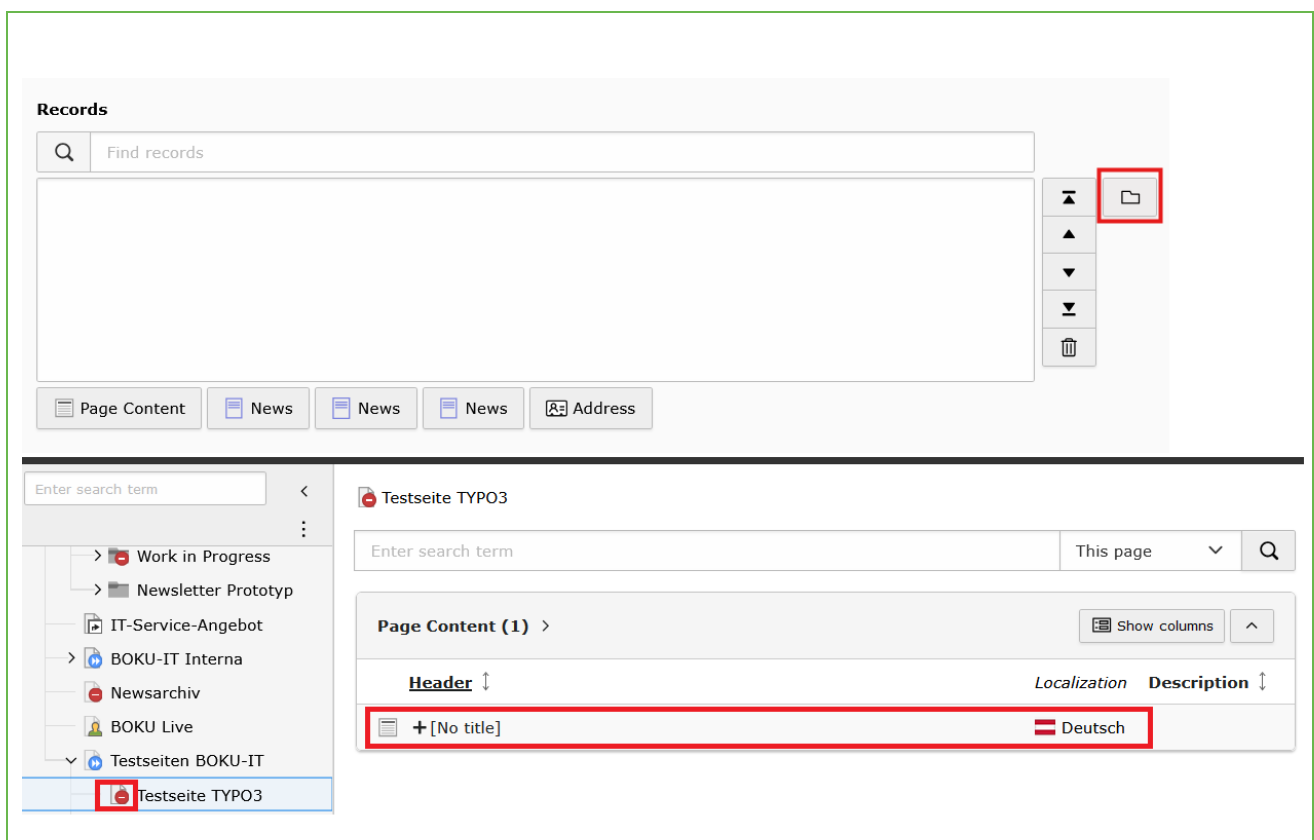 Records
Find records
Page Content News News News Address
Enter search term
Testseite TYPO3
Enter search term This page
Work in Progress
Newsletter Prototyp
IT-Service-Angebot
Page Content (1) Show columns
BOKU-IT Interna
Header Localization Description
Newsarchiv
BOKU Live
[No title] Deutsch
Testseiten BOKU-IT
Testseite TYPO3